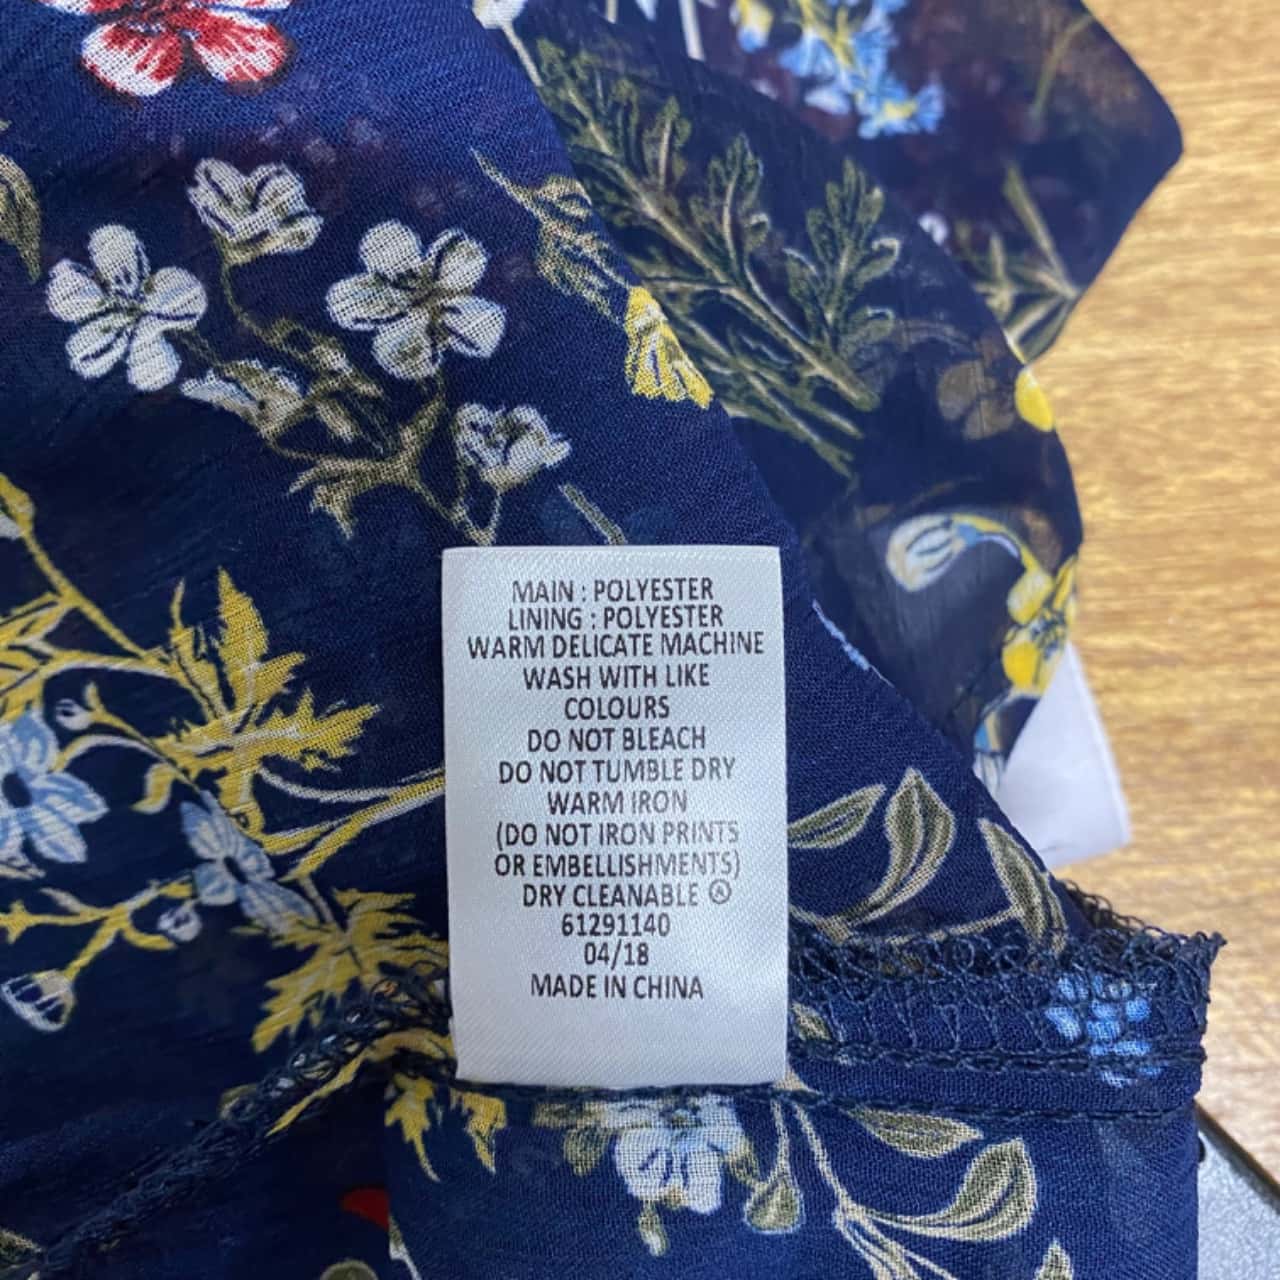 MAIN : POLYESTER
LINING : POLYESTER
WARM DELICATE MACHINE
WASH WITH LIKE
COLOURS
DO NOT BLEACH
DO NOT TUMBLE DRY
WARM IRON
(DO NOT IRON PRINTS
OR EMBELLISHMENTS)
DRY CLEANABLE Ⓐ
61291140
04/18
MADE IN CHINA